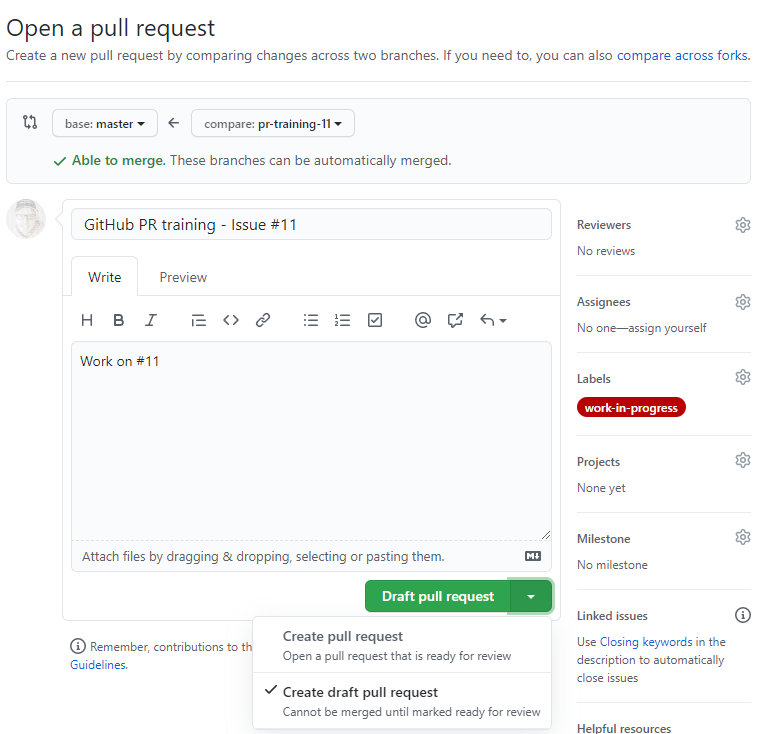 Open a pull request
Create a new pull request by comparing changes across two branches. If you need to, you can also compare across forks.
base: master
compare: pr-training-11
Able to merge. These branches can be automatically merged.
GitHub PR training - Issue #11
Write
Preview
H B I
Work on #11
Attach files by dragging & dropping, selecting or pasting them.
M
Draft pull request
Remember, contributions to th
Guidelines.
Create pull request
Open a pull request that is ready for review
Create draft pull request
Cannot be merged until marked ready for review
Reviewers
No reviews
Assignees
No one—assign yourself
Labels
work-in-progress
Projects
None yet
Milestone
No milestone
Linked issues
Use Closing keywords in the
description to automatically
close issues
Helpful resources